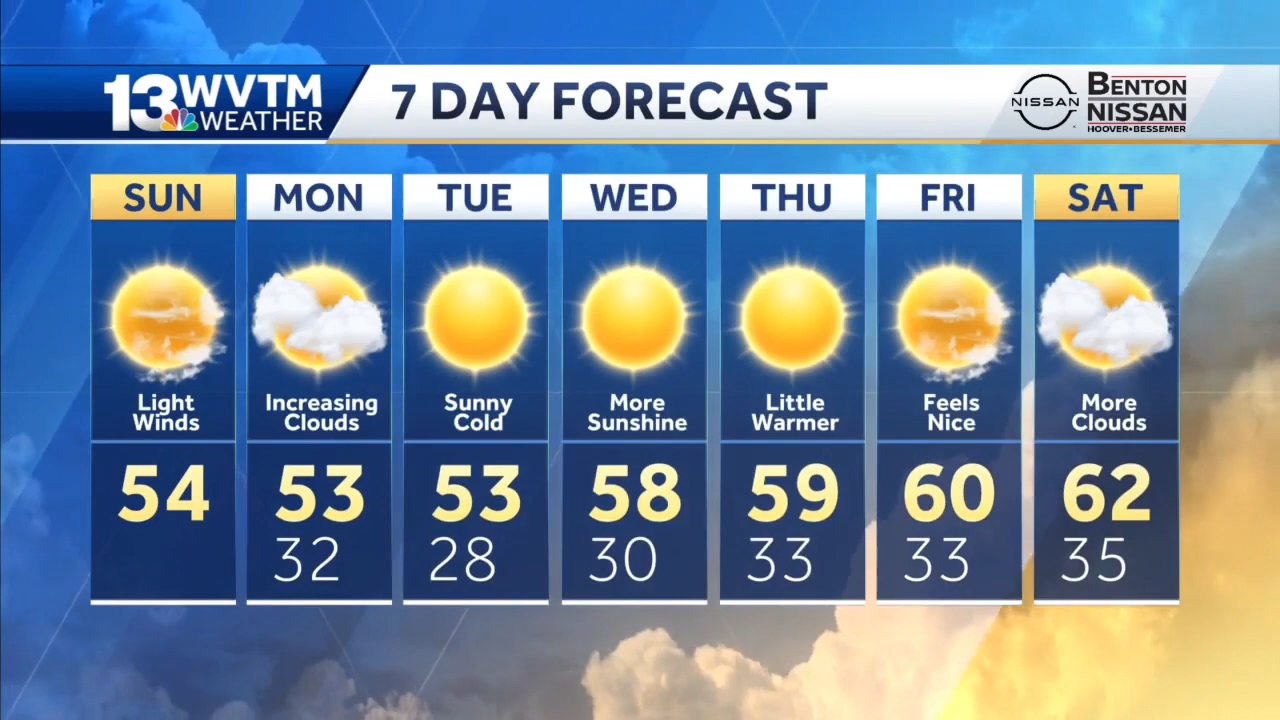 13 WVTM
WEATHER
7 DAY FORECAST
NISSAN
BENTON
NISSAN
HOOVER•BESSEMER
SUN
Light
Winds
54
MON
Increasing
Clouds
53
32
TUE
Sunny
Cold
53
28
WED
More
Sunshine
58
30
THU
Little
Warmer
59
33
FRI
Feels
Nice
60
33
SAT
More
Clouds
62
35